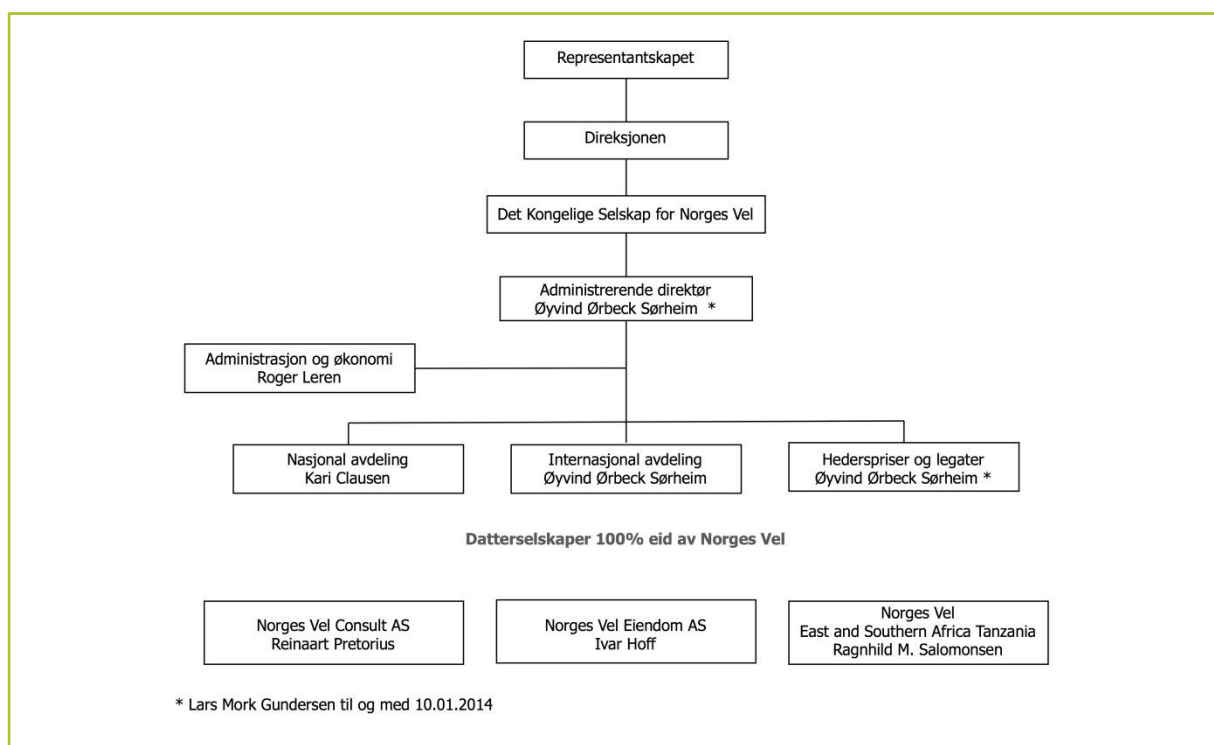 Representantskapet
Direksjonen
Det Kongelige Selskap for Norges Vel
Administrerende direktør
Øyvind Ørbeck Sørheim *
Administrasjon og økonomi
Roger Leren
Nasjonal avdeling
Kari Clausen
Internasjonal avdeling
Øyvind Ørbeck Sørheim
Hederspriser og legater
Øyvind Ørbeck Sørheim *
Datterselskaper 100% eid av Norges Vel
Norges Vel Consult AS
Reinaart Pretorius
Norges Vel Eiendom AS
Ivar Hoff
Norges Vel
East and Southern Africa Tanzania
Ragnhild M. Salomonsen
* Lars Mork Gundersen til og med 10.01.2014